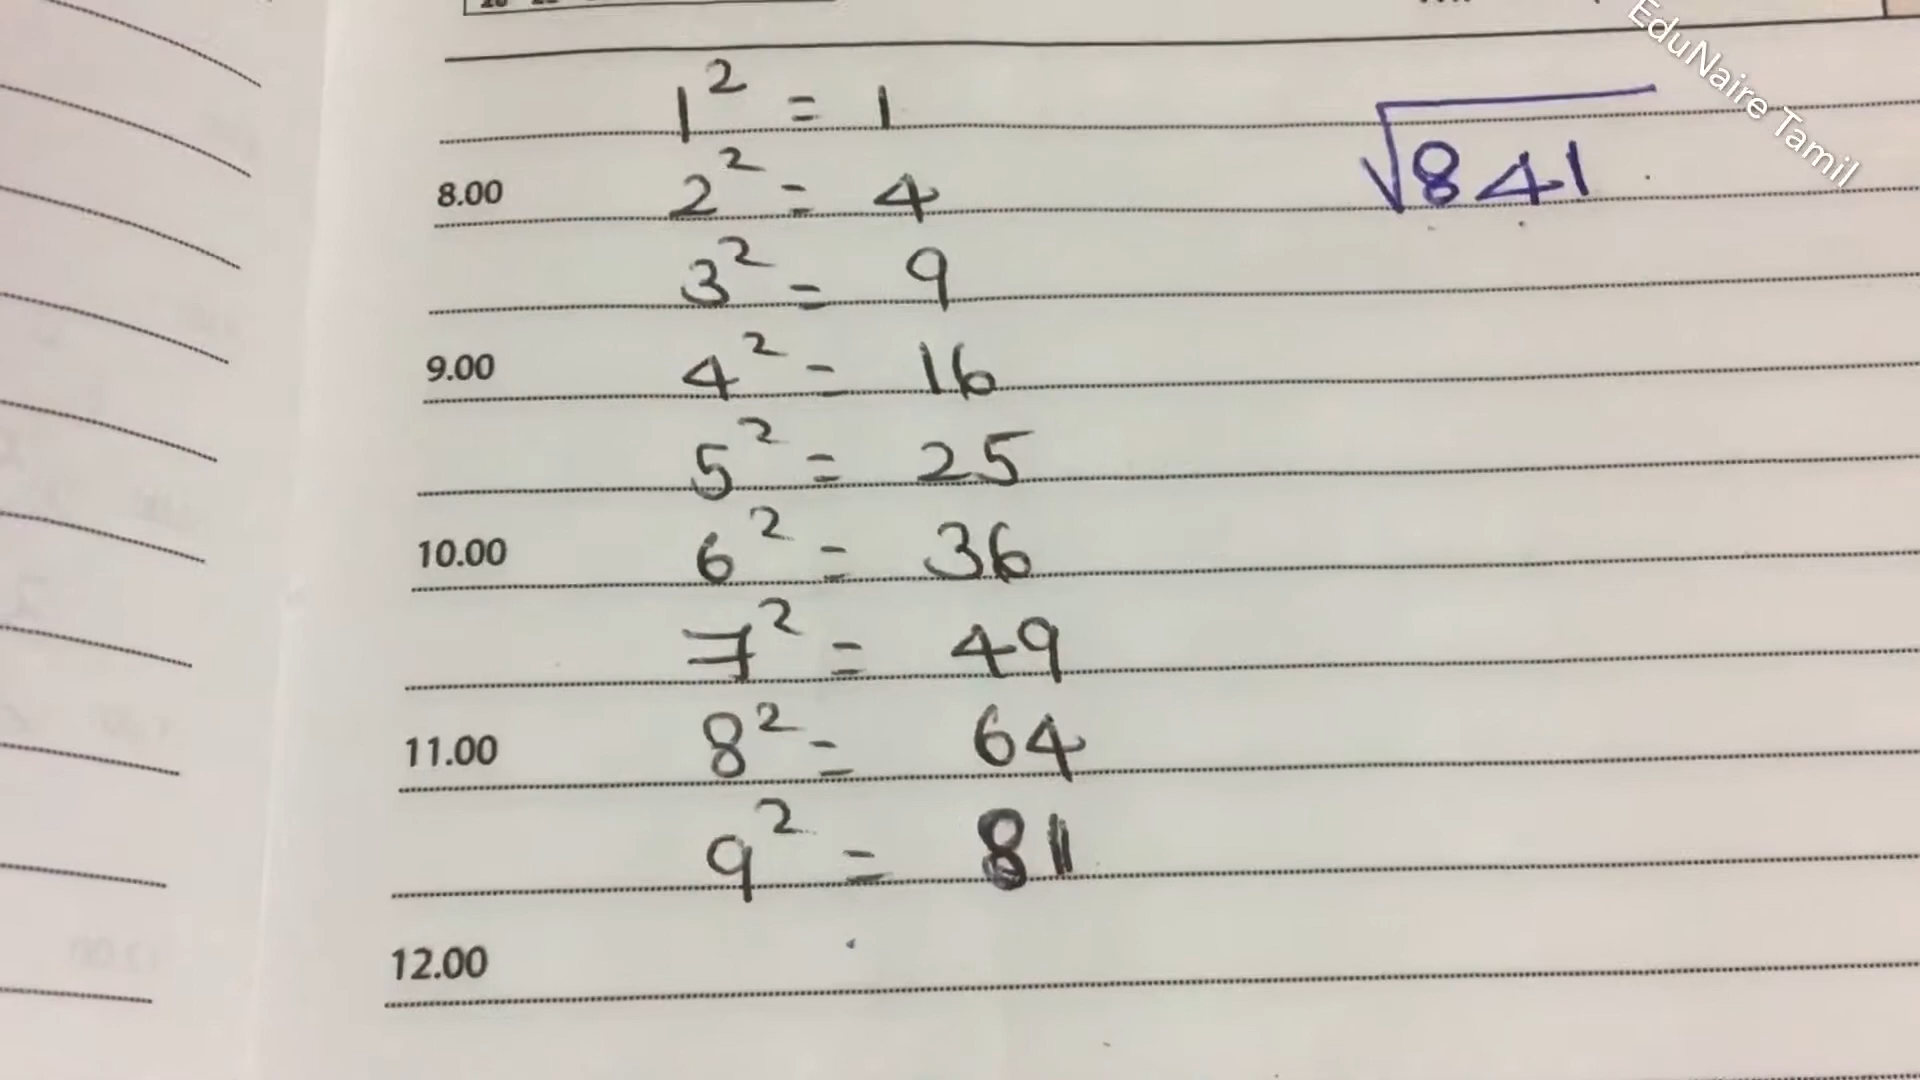 1² = 1
8.00 2² = 4
3² = 9
9.00 4² = 16
5² = 25
10.00 6² = 36
7² = 49
11.00 8² = 64
9² = 81
12.00
√841
EduNaire Tamil